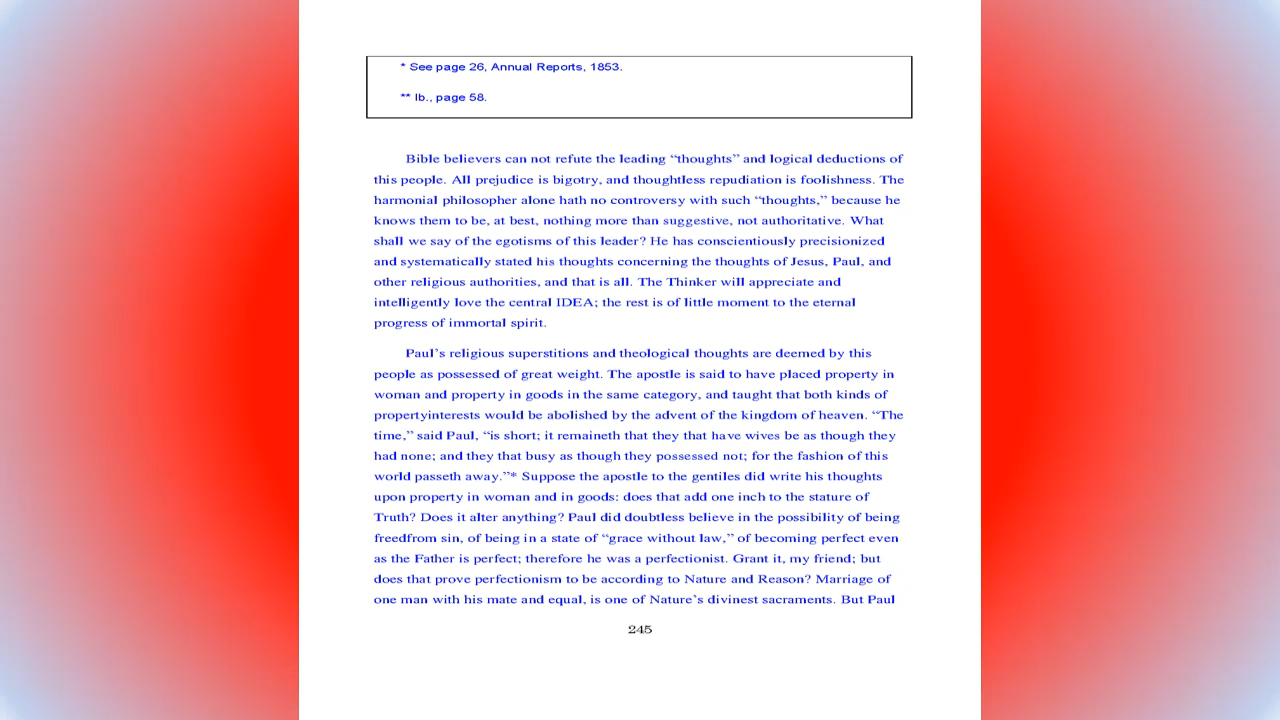 * See page 26, Annual Reports, 1853.
** Ib., page 58.
Bible believers can not refute the leading “thoughts” and logical deductions of
this people. All prejudice is bigotry, and thoughtless repudiation is foolishness. The
harmonial philosopher alone hath no controversy with such “thoughts,” because he
knows them to be, at best, nothing more than suggestive, not authoritative. What
shall we say of the egotisms of this leader? He has conscientiously precisionized
and systematically stated his thoughts concerning the thoughts of Jesus, Paul, and
other religious authorities, and that is all. The Thinker will appreciate and
intelligently love the central IDEA; the rest is of little moment to the eternal
progress of immortal spirit.
Paul’s religious superstitions and theological thoughts are deemed by this
people as possessed of great weight. The apostle is said to have placed property in
woman and property in goods in the same category, and taught that both kinds of
propertyinterests would be abolished by the advent of the kingdom of heaven. “The
time,” said Paul, “is short; it remaineth that they that have wives be as though they
had none; and they that busy as though they possessed not; for the fashion of this
world passeth away.”* Suppose the apostle to the gentiles did write his thoughts
upon property in woman and in goods: does that add one inch to the stature of
Truth? Does it alter anything? Paul did doubtless believe in the possibility of being
freedfrom sin, of being in a state of “grace without law,” of becoming perfect even
as the Father is perfect; therefore he was a perfectionist. Grant it, my friend; but
does that prove perfectionism to be according to Nature and Reason? Marriage of
one man with his mate and equal, is one of Nature’s divinest sacraments. But Paul
245